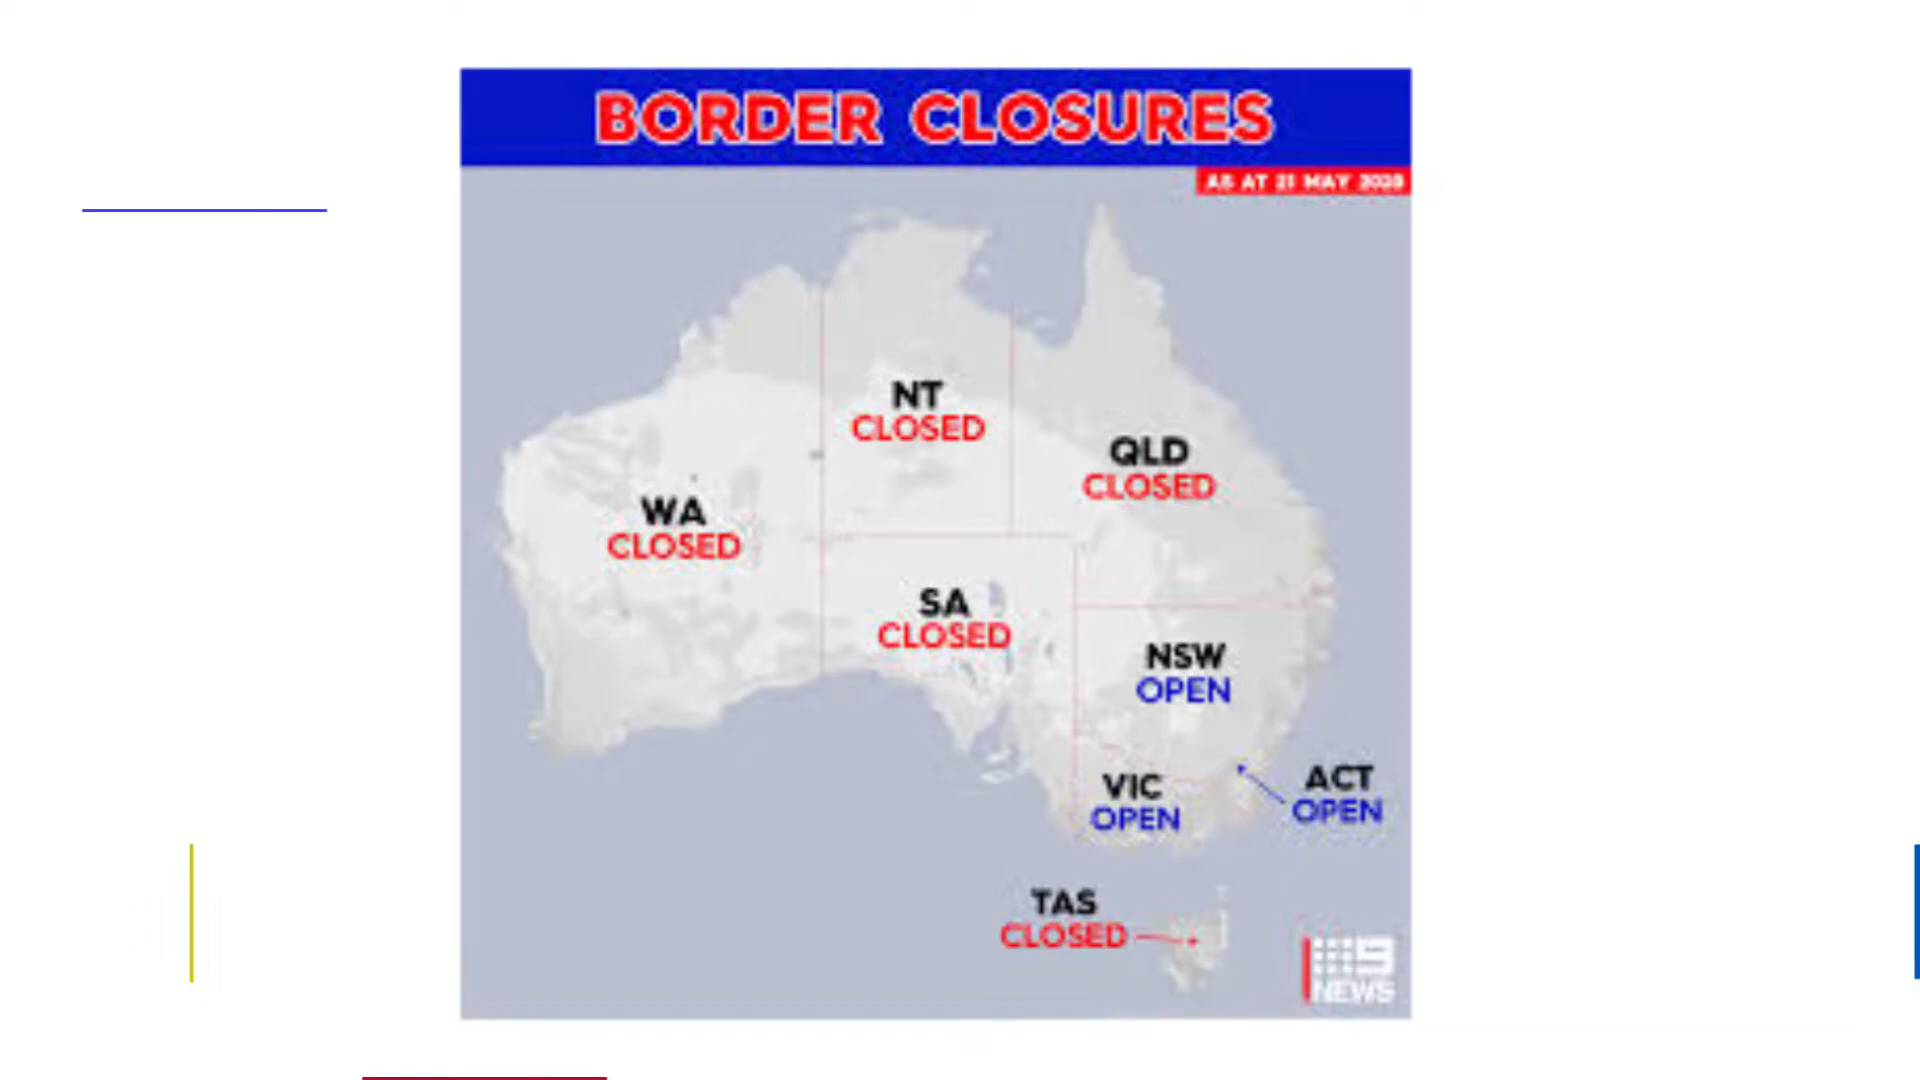 BORDER CLOSURES
AS AT 21 MAY 2020
NT
CLOSED
QLD
CLOSED
WA
CLOSED
SA
CLOSED
NSW
OPEN
VIC
OPEN
ACT
OPEN
TAS
CLOSED
9
NEWS